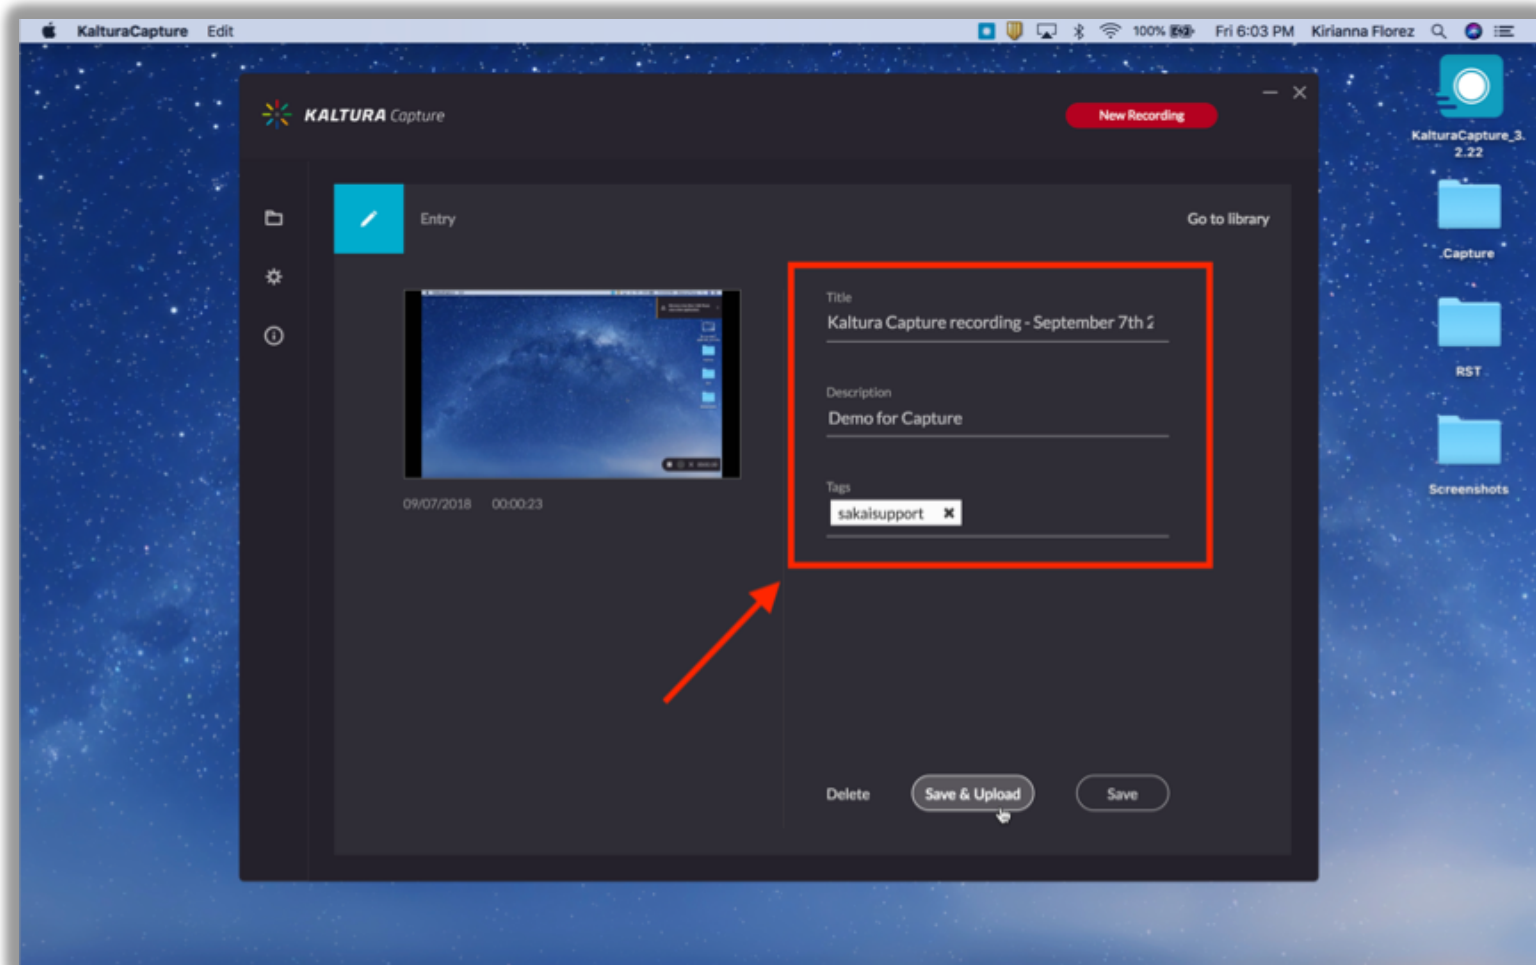 KalturaCapture Edit 100% Fri 6:03 PM Kirianna Florez
KALTURA Capture
New Recording
KalturaCapture_3.
2.22
Entry
Go to library
Capture
Title
Kaltura Capture recording - September 7th 2
RST
Description
Demo for Capture
Tags
sakaisupport
Screenshots
09/07/2018 00:00:23
Delete
Save & Upload
Save